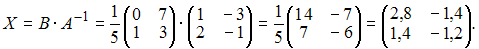 X = B · A⁻¹ = 1/5 (0 7; 1 3) · (1 −3; 2 −1) = 1/5 (14 −7; 7 −6) = (2,8 −1,4; 1,4 −1,2).